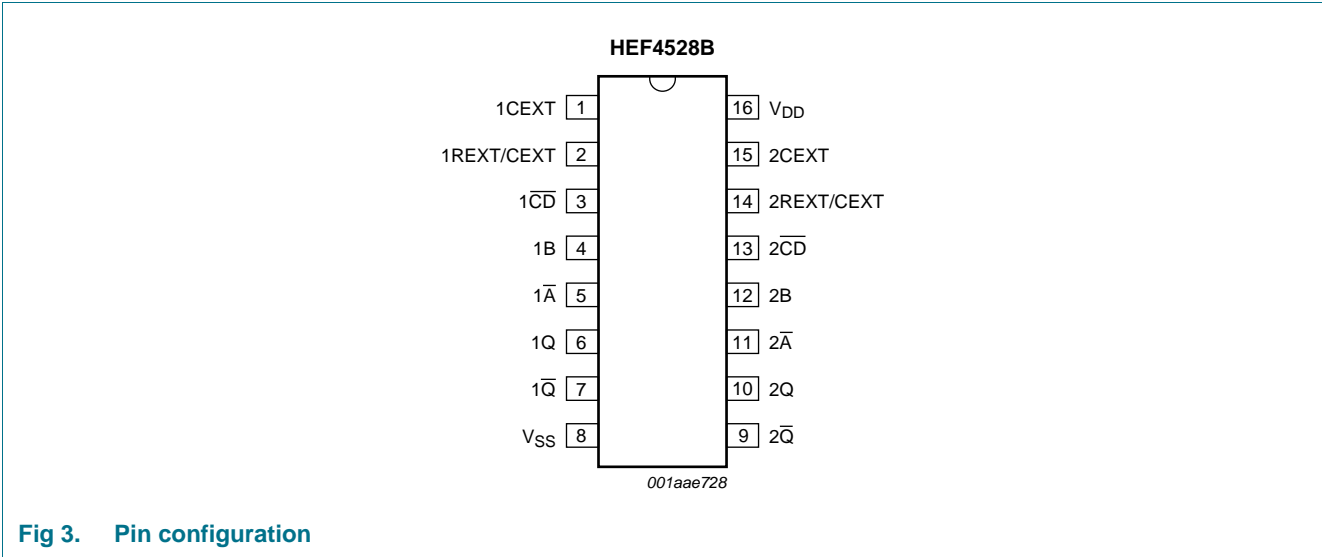 HEF4528B
1CEXT 1 16 VDD
1REXT/CEXT 2 15 2CEXT
1C̅D̅ 3 14 2REXT/CEXT
1B 4 13 2C̅D̅
1A̅ 5 12 2B
1Q 6 11 2A̅
1Q̅ 7 10 2Q
VSS 8 9 2Q̅
001aae728
Fig 3. Pin configuration